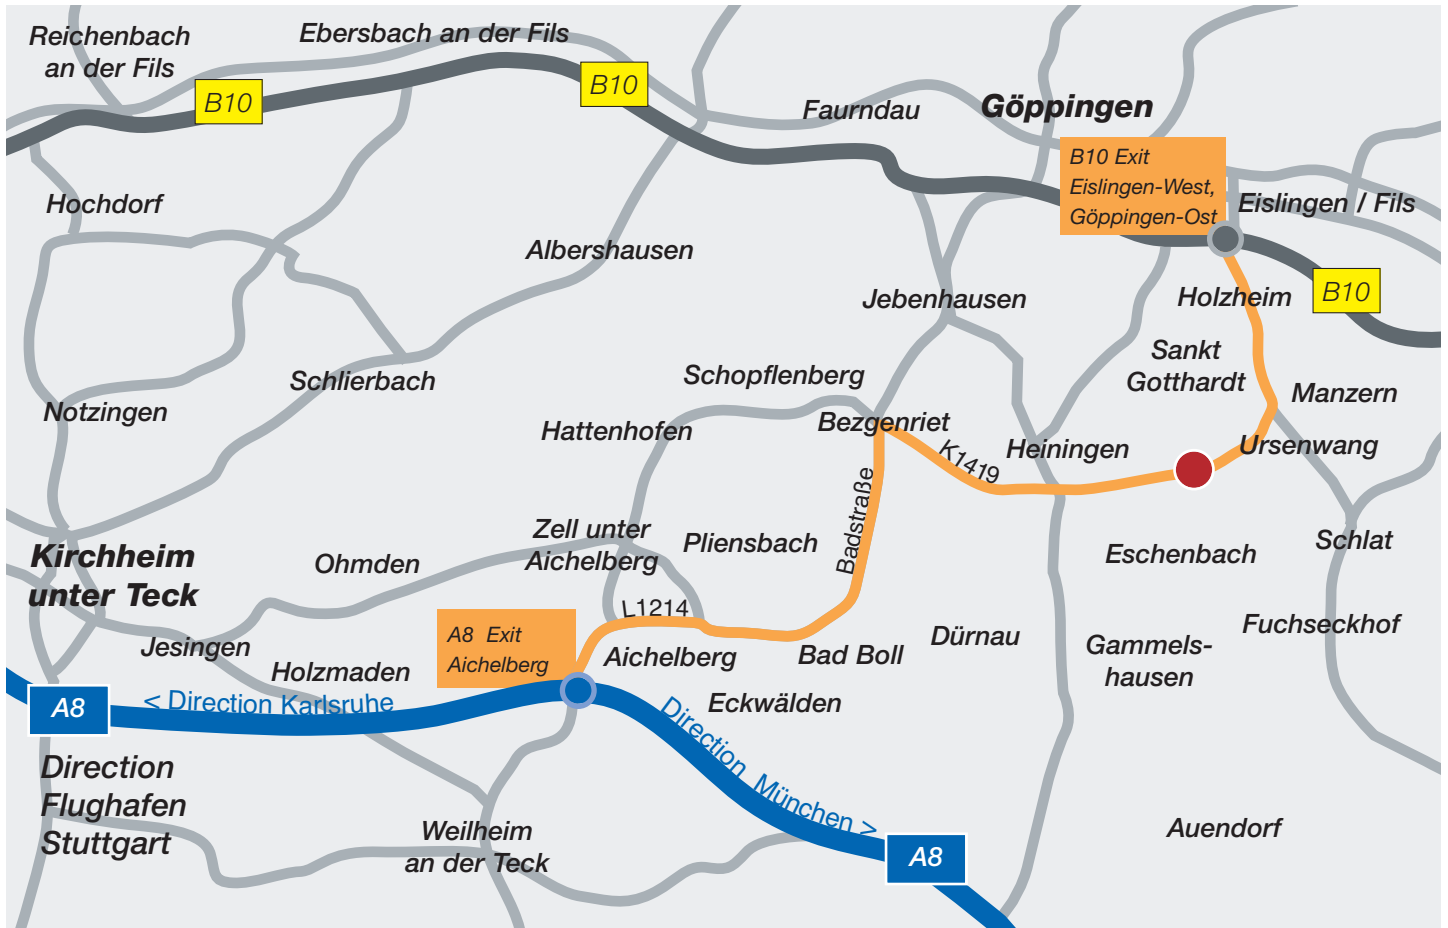 Reichenbach
an der Fils
Ebersbach an der Fils
B10
B10
Faurndau
Göppingen
B10 Exit
Eislingen-West,
Göppingen-Ost
Hochdorf
Eislingen / Fils
Albershausen
Jebenhausen
Holzheim
B10
Sankt
Gotthardt
Schlierbach
Schopflenberg
Manzern
Notzingen
Hattenhofen
Bezgenriet
K1419
Heiningen
Ursenwang
Badstraße
Kirchheim
unter Teck
Ohmden
Zell unter
Aichelberg
Pliensbach
Eschenbach
Schlat
L1214
A8 Exit
Aichelberg
Jesingen
Holzmaden
Aichelberg
Bad Boll
Dürnau
Gammels-
hausen
Fuchseckhof
A8
< Direction Karlsruhe
Eckwälden
Direction München >
Direction
Flughafen
Stuttgart
Weilheim
an der Teck
A8
Auendorf